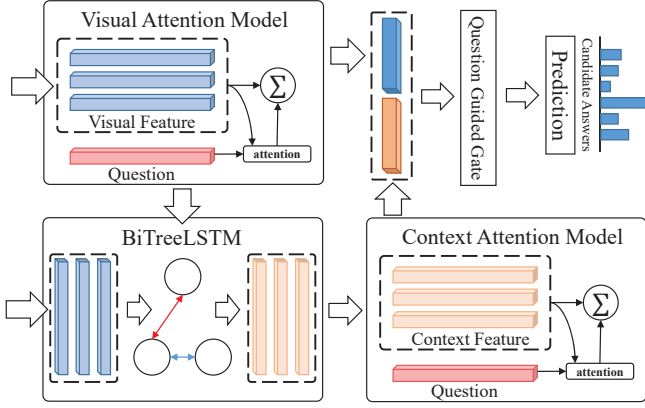 Visual Attention Model
Visual Feature
∑
attention
Question
Question Guided Gate
Prediction
Candidate Answers
BiTreeLSTM
Context Attention Model
Context Feature
∑
attention
Question